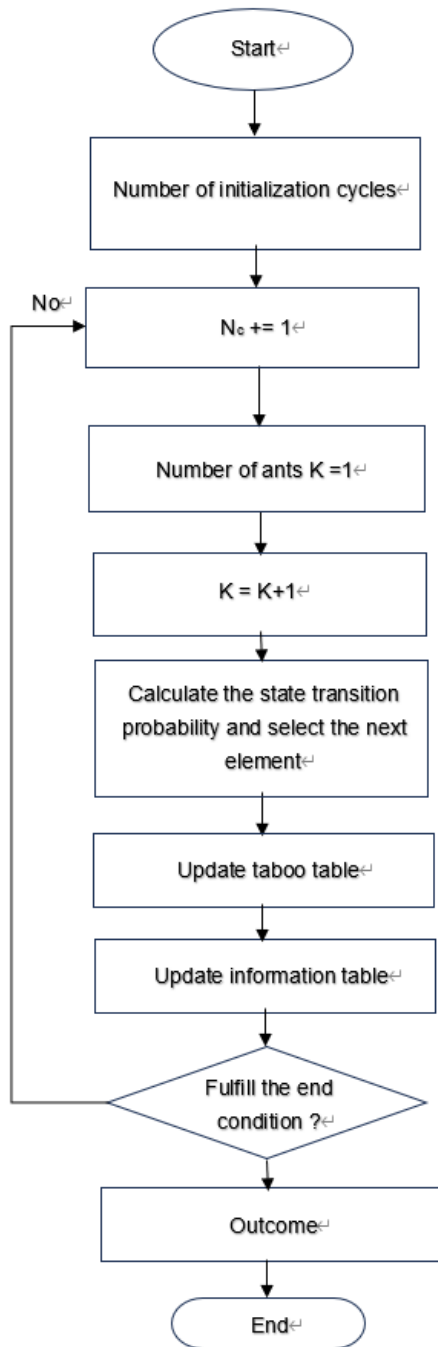 Start↵
Number of initialization cycles↵
No↵
Nc += 1↵
Number of ants K =1↵
K = K+1↵
Calculate the state transition
probability and select the next
element↵
Update taboo table↵
Update information table↵
Fulfill the end
condition ?↵
Outcome↵
End↵